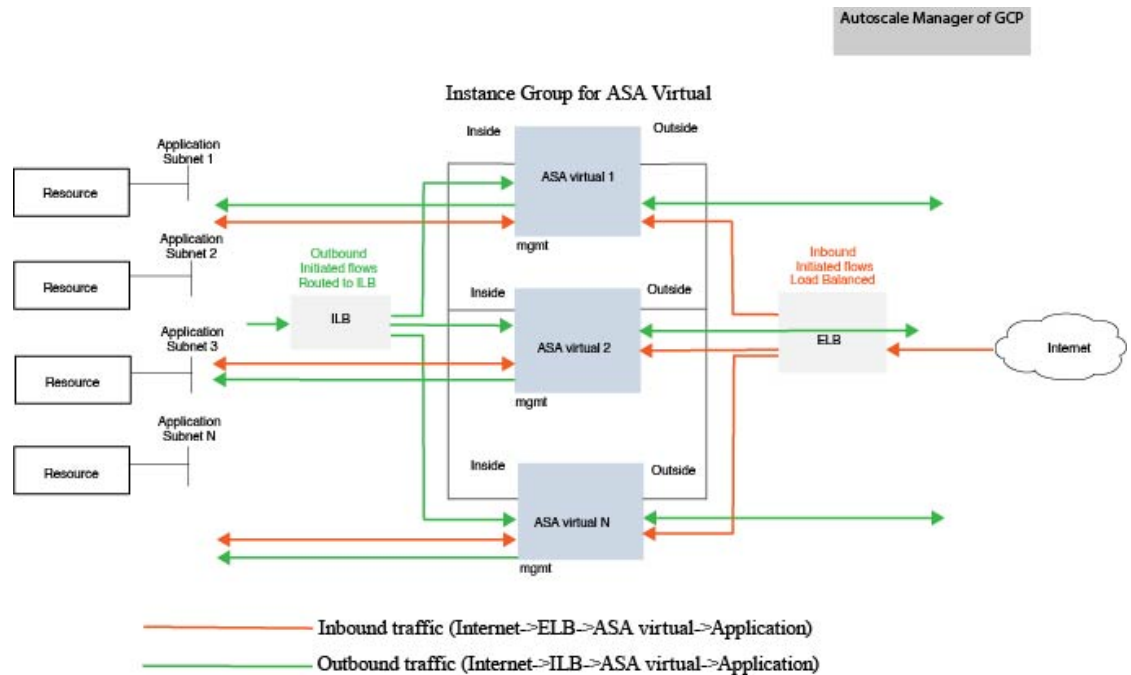 Autoscale Manager of GCP
Instance Group for ASA Virtual
Inside
Outside
Application
Subnet 1
Resource
ASA virtual 1
mgmt
Application
Subnet 2
Resource
Outbound
Initiated flows
Routed to ILB
ILB
Inside
Outside
ASA virtual 2
mgmt
Inbound
Initiated flows
Load Balanced
ELB
Internet
Application
Subnet 3
Resource
Application
Subnet N
Resource
Inside
Outside
ASA virtual N
mgmt
Inbound traffic (Internet->ELB->ASA virtual->Application)
Outbound traffic (Internet->ILB->ASA virtual->Application)